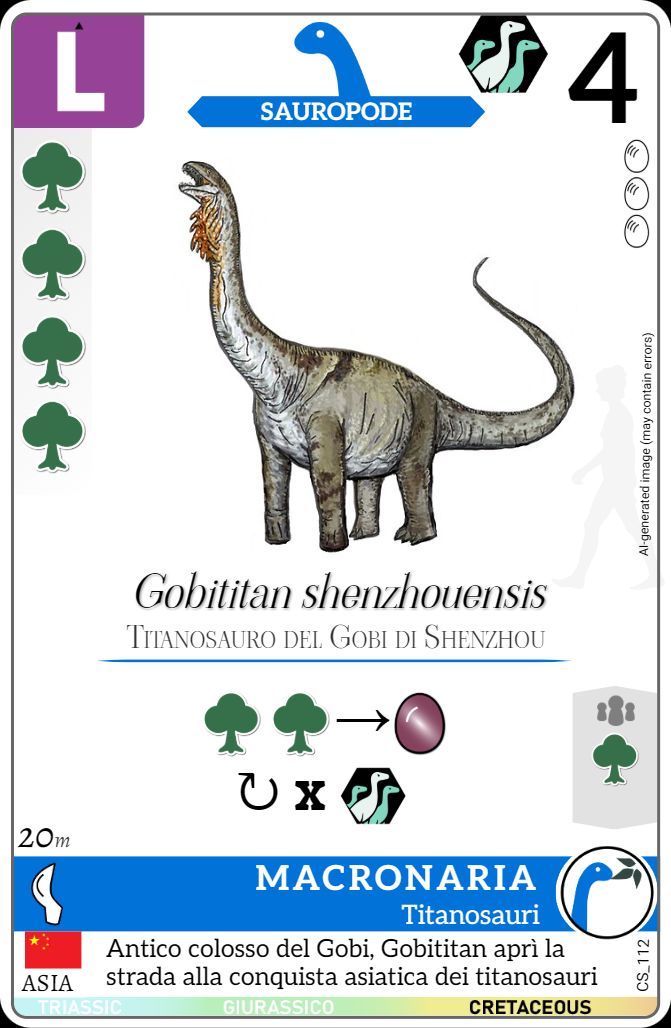 L
SAUROPODE
4
AI-generated image (may contain errors)
Gobititan shenzhouensis
Titanosauro del Gobi di Shenzhou
x
20m
MACRONARIA
Titanosauri
ASIA
Antico colosso del Gobi, Gobititan aprì la
strada alla conquista asiatica dei titanosauri
CS_112
TRIASSIC
GIURASSICO
CRETACEOUS